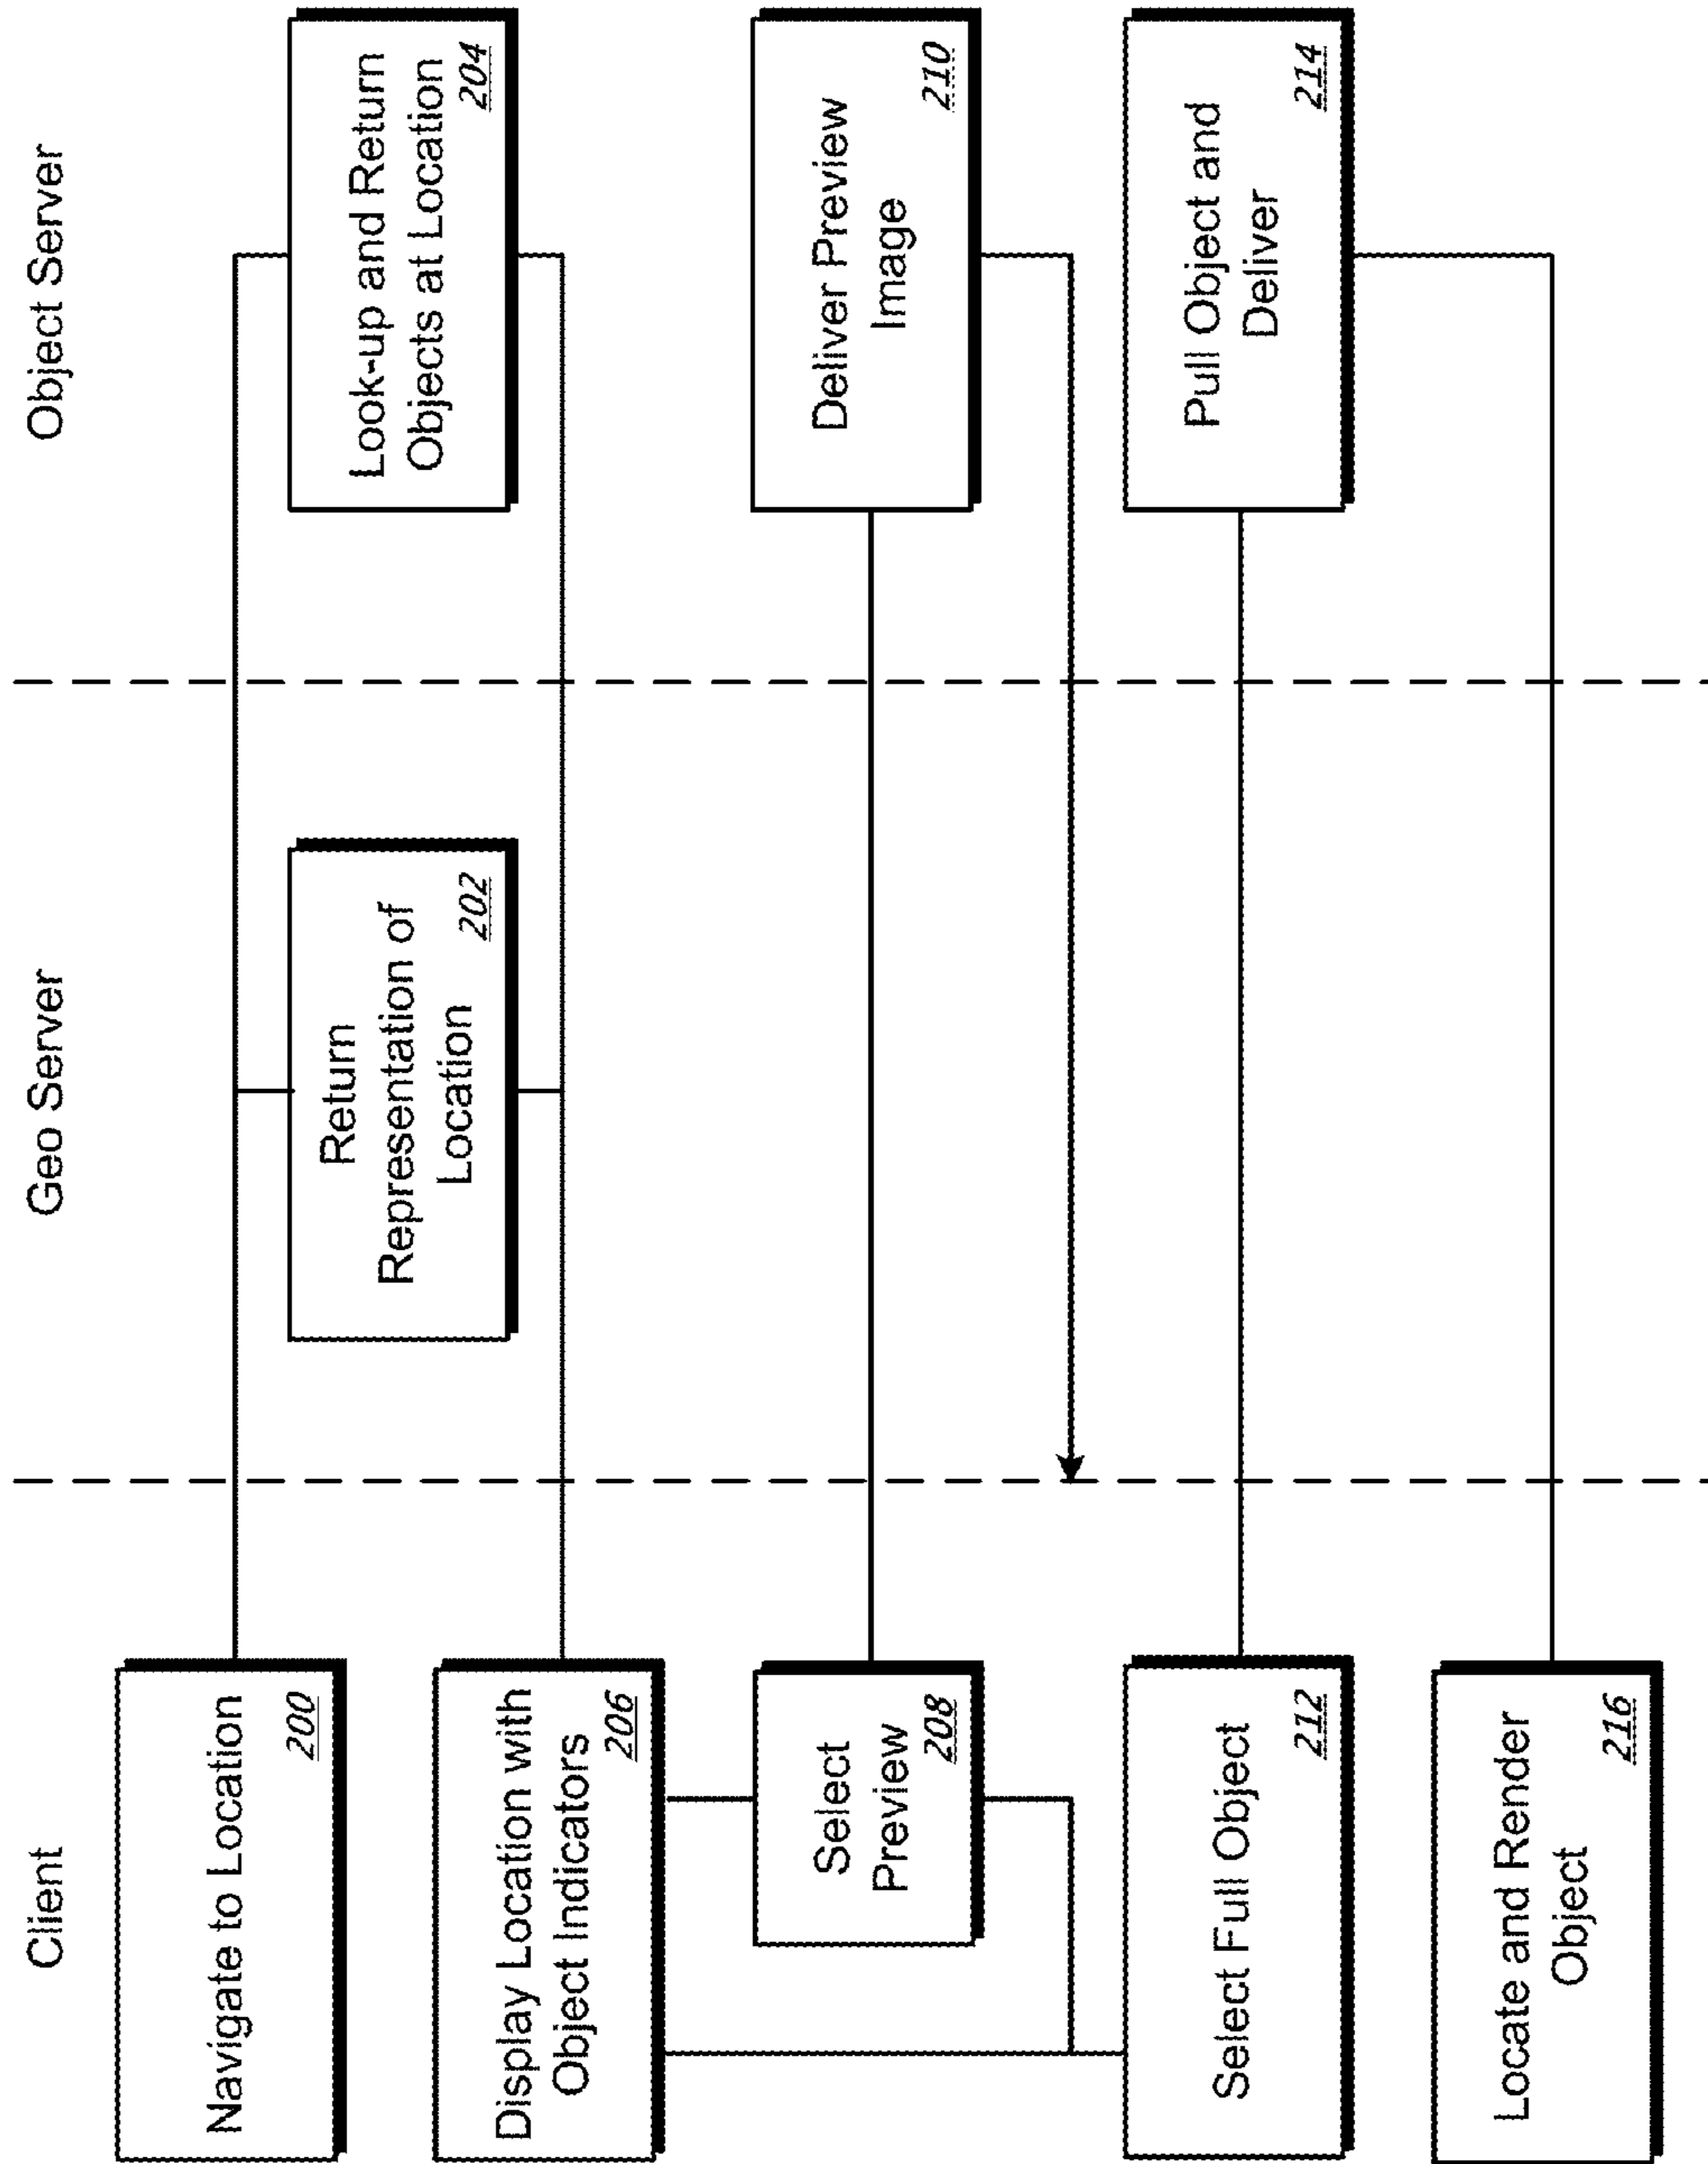 Client
Geo Server
Object Server
Navigate to Location
200
Return
Representation of
Location
202
Look-up and Return
Objects at Location
204
Display Location with
Object Indicators
206
Select
Preview
208
Deliver Preview
Image
210
Select Full Object
212
Pull Object and
Deliver
214
Locate and Render
Object
216